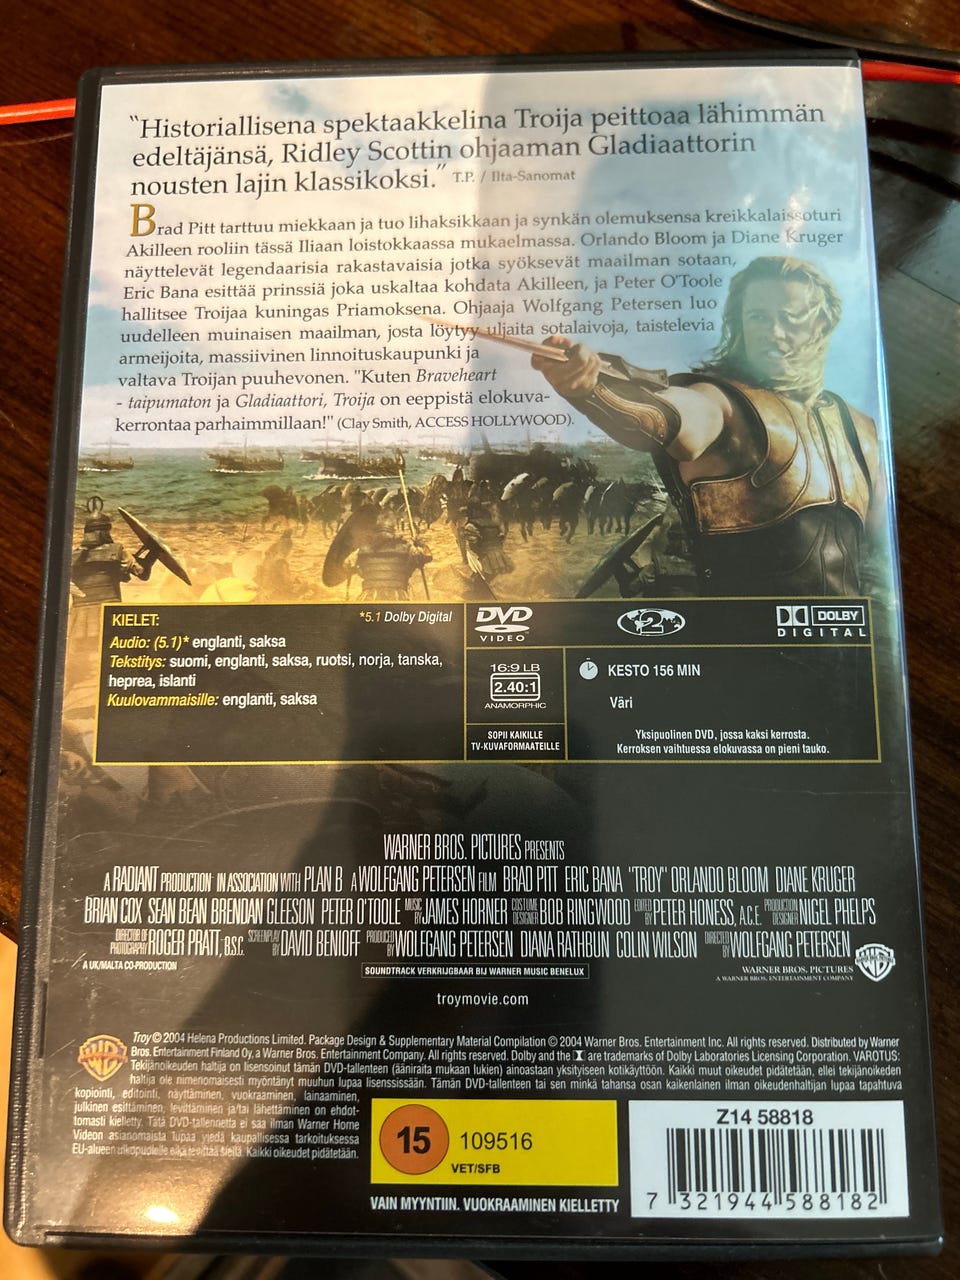 "Historiallisena spektaakkelina Troija peittoaa lähimmän
edeltäjänsä, Ridley Scottin ohjaaman Gladiaattorin
nousten lajin klassikoksi." T.P. / Ilta-Sanomat
Brad Pitt tarttuu miekkaan ja tuo lihaksikkaan ja synkän olemuksensa kreikkalaissoturi
Akilleen rooliin tässä Iliaan loistokkaassa mukaelmassa. Orlando Bloom ja Diane Kruger
näyttelevät legendaarisia rakastavaisia jotka syöksevät maailman sotaan,
Eric Bana esittää prinssiä joka uskaltaa kohdata Akilleen, ja Peter O'Toole
hallitsee Troijaa kuningas Priamoksena. Ohjaaja Wolfgang Petersen luo
uudelleen muinaisen maailman, josta löytyy uljaita sotalaivoja, taistelevia
armeijoita, massiivinen linnoituskaupunki ja
valtava Troijan puuhevonen. "Kuten Braveheart
- taipumaton ja Gladiaattori, Troija on eeppistä elokuva-
kerrontaa parhaimmillaan!" (Clay Smith, ACCESS HOLLYWOOD).
KIELET: *5.1 Dolby Digital
Audio: (5.1)* englanti, saksa
Tekstitys: suomi, englanti, saksa, ruotsi, norja, tanska,
heprea, islanti
Kuulovammaisille: englanti, saksa
DVD VIDEO
2
DOLBY DIGITAL
16:9 LB
2.40:1
ANAMORPHIC
SOPII KAIKILLE
TV-KUVAFORMAATEILLE
KESTO 156 MIN
Väri
Yksipuolinen DVD, jossa kaksi kerrosta.
Kerroksen vaihtuessa elokuvassa on pieni tauko.
WARNER BROS. PICTURES PRESENTS
A RADIANT PRODUCTION IN ASSOCIATION WITH PLAN B A WOLFGANG PETERSEN FILM BRAD PITT ERIC BANA "TROY" ORLANDO BLOOM DIANE KRUGER
BRIAN COX SEAN BEAN BRENDAN GLEESON PETER O'TOOLE MUSIC BY JAMES HORNER COSTUME DESIGNER BOB RINGWOOD EDITED BY PETER HONESS, A.C.E. PRODUCTION DESIGNER NIGEL PHELPS
DIRECTOR OF PHOTOGRAPHY ROGER PRATT, B.S.C. SCREENPLAY BY DAVID BENIOFF PRODUCED BY WOLFGANG PETERSEN DIANA RATHBUN COLIN WILSON DIRECTED BY WOLFGANG PETERSEN
A UK/MALTA CO-PRODUCTION
SOUNDTRACK VERKRIJGBAAR BIJ WARNER MUSIC BENELUX
WARNER BROS. PICTURES
A WARNER BROS. ENTERTAINMENT COMPANY
troymovie.com
Troy © 2004 Helena Productions Limited. Package Design & Supplementary Material Compilation © 2004 Warner Bros. Entertainment Inc. All rights reserved. Distributed by Warner
Bros. Entertainment Finland Oy, a Warner Bros. Entertainment Company. All rights reserved. Dolby and the are trademarks of Dolby Laboratories Licensing Corporation. VAROTUS:
Tekijänoikeuden haltija on lisensoinut tämän DVD-tallenteen (ääniraita mukaan lukien) ainoastaan yksityiseen kotikäyttöön. Kaikki muut oikeudet pidätetään, ellei tekijänoikeden
haltija ole nimenomaisesti myöntänyt muuhun lupaa lisenssissään. Tämän DVD-tallenteen tai sen minkä tahansa osan kaikenlainen ilman oikeudenhaltijan lupaa tapahtuva
kopiointi, editointi, näyttäminen, vuokraaminen, lainaaminen,
julkinen esittäminen, levittäminen ja/tai lähettäminen on ehdot-
tomasti kielletty. Tätä DVD-tallennetta ei saa ilman Warner Home
Videon asianomaista lupaa viedä kaupallisessa tarkoituksessa
EU-alueen ulkopuolelle eikä levittää siellä. Kaikki oikeudet pidätetään.
15
109516
VET/SFB
VAIN MYYNTIIN. VUOKRAAMINEN KIELLETTY
Z14 58818
7 321944 588182